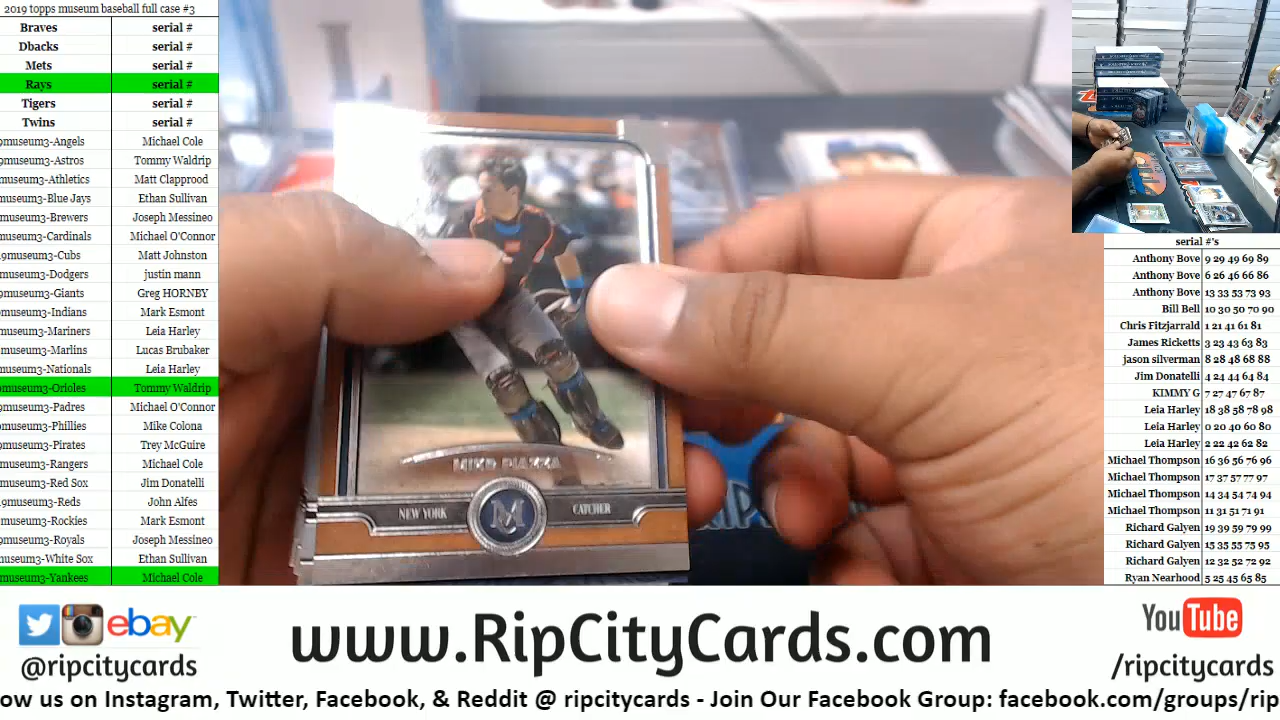 2019 topps museum baseball full case #3
Braves serial #
Dbacks serial #
Mets serial #
Rays serial #
Tigers serial #
Twins serial #
9museum3-Angels Michael Cole
9museum3-Astros Tommy Waldrip
museum3-Athletics Matt Clapprood
museum3-Blue Jays Ethan Sullivan
museum3-Brewers Joseph Messineo
museum3-Cardinals Michael O'Connor
9museum3-Cubs Matt Johnston
museum3-Dodgers justin mann
9museum3-Giants Greg HORNBY
museum3-Indians Mark Esmont
museum3-Mariners Leia Harley
museum3-Marlins Lucas Brubaker
museum3-Nationals Leia Harley
museum3-Orioles Tommy Waldrip
9museum3-Padres Michael O'Connor
museum3-Phillies Mike Colona
museum3-Pirates Trey McGuire
museum3-Rangers Michael Cole
museum3-Red Sox Jim Donatelli
9museum3-Reds John Alfes
museum3-Rockies Mark Esmont
museum3-Royals Joseph Messineo
museum3-White Sox Ethan Sullivan
museum3-Yankees Michael Cole
MIKE PIAZZA
NEW YORK M CATCHER
serial #'s
Anthony Bove 9 29 49 69 89
Anthony Bove 6 26 46 66 86
Anthony Bove 13 33 53 73 93
Bill Bell 10 30 50 70 90
Chris Fitzjarrald 1 21 41 61 81
James Ricketts 3 23 43 63 83
jason silverman 8 28 48 68 88
Jim Donatelli 4 24 44 64 84
KIMMY G 7 27 47 67 87
Leia Harley 18 38 58 78 98
Leia Harley 0 20 40 60 80
Leia Harley 2 22 42 62 82
Michael Thompson 16 36 56 76 96
Michael Thompson 17 37 57 77 97
Michael Thompson 14 34 54 74 94
Michael Thompson 11 31 51 71 91
Richard Galyen 19 39 59 79 99
Richard Galyen 15 35 55 75 95
Richard Galyen 12 32 52 72 92
Ryan Nearhood 5 25 45 65 85
ebay
@ripcitycards
www.RipCityCards.com
YouTube
/ripcitycards
ow us on Instagram, Twitter, Facebook, & Reddit @ ripcitycards - Join Our Facebook Group: facebook.com/groups/rip